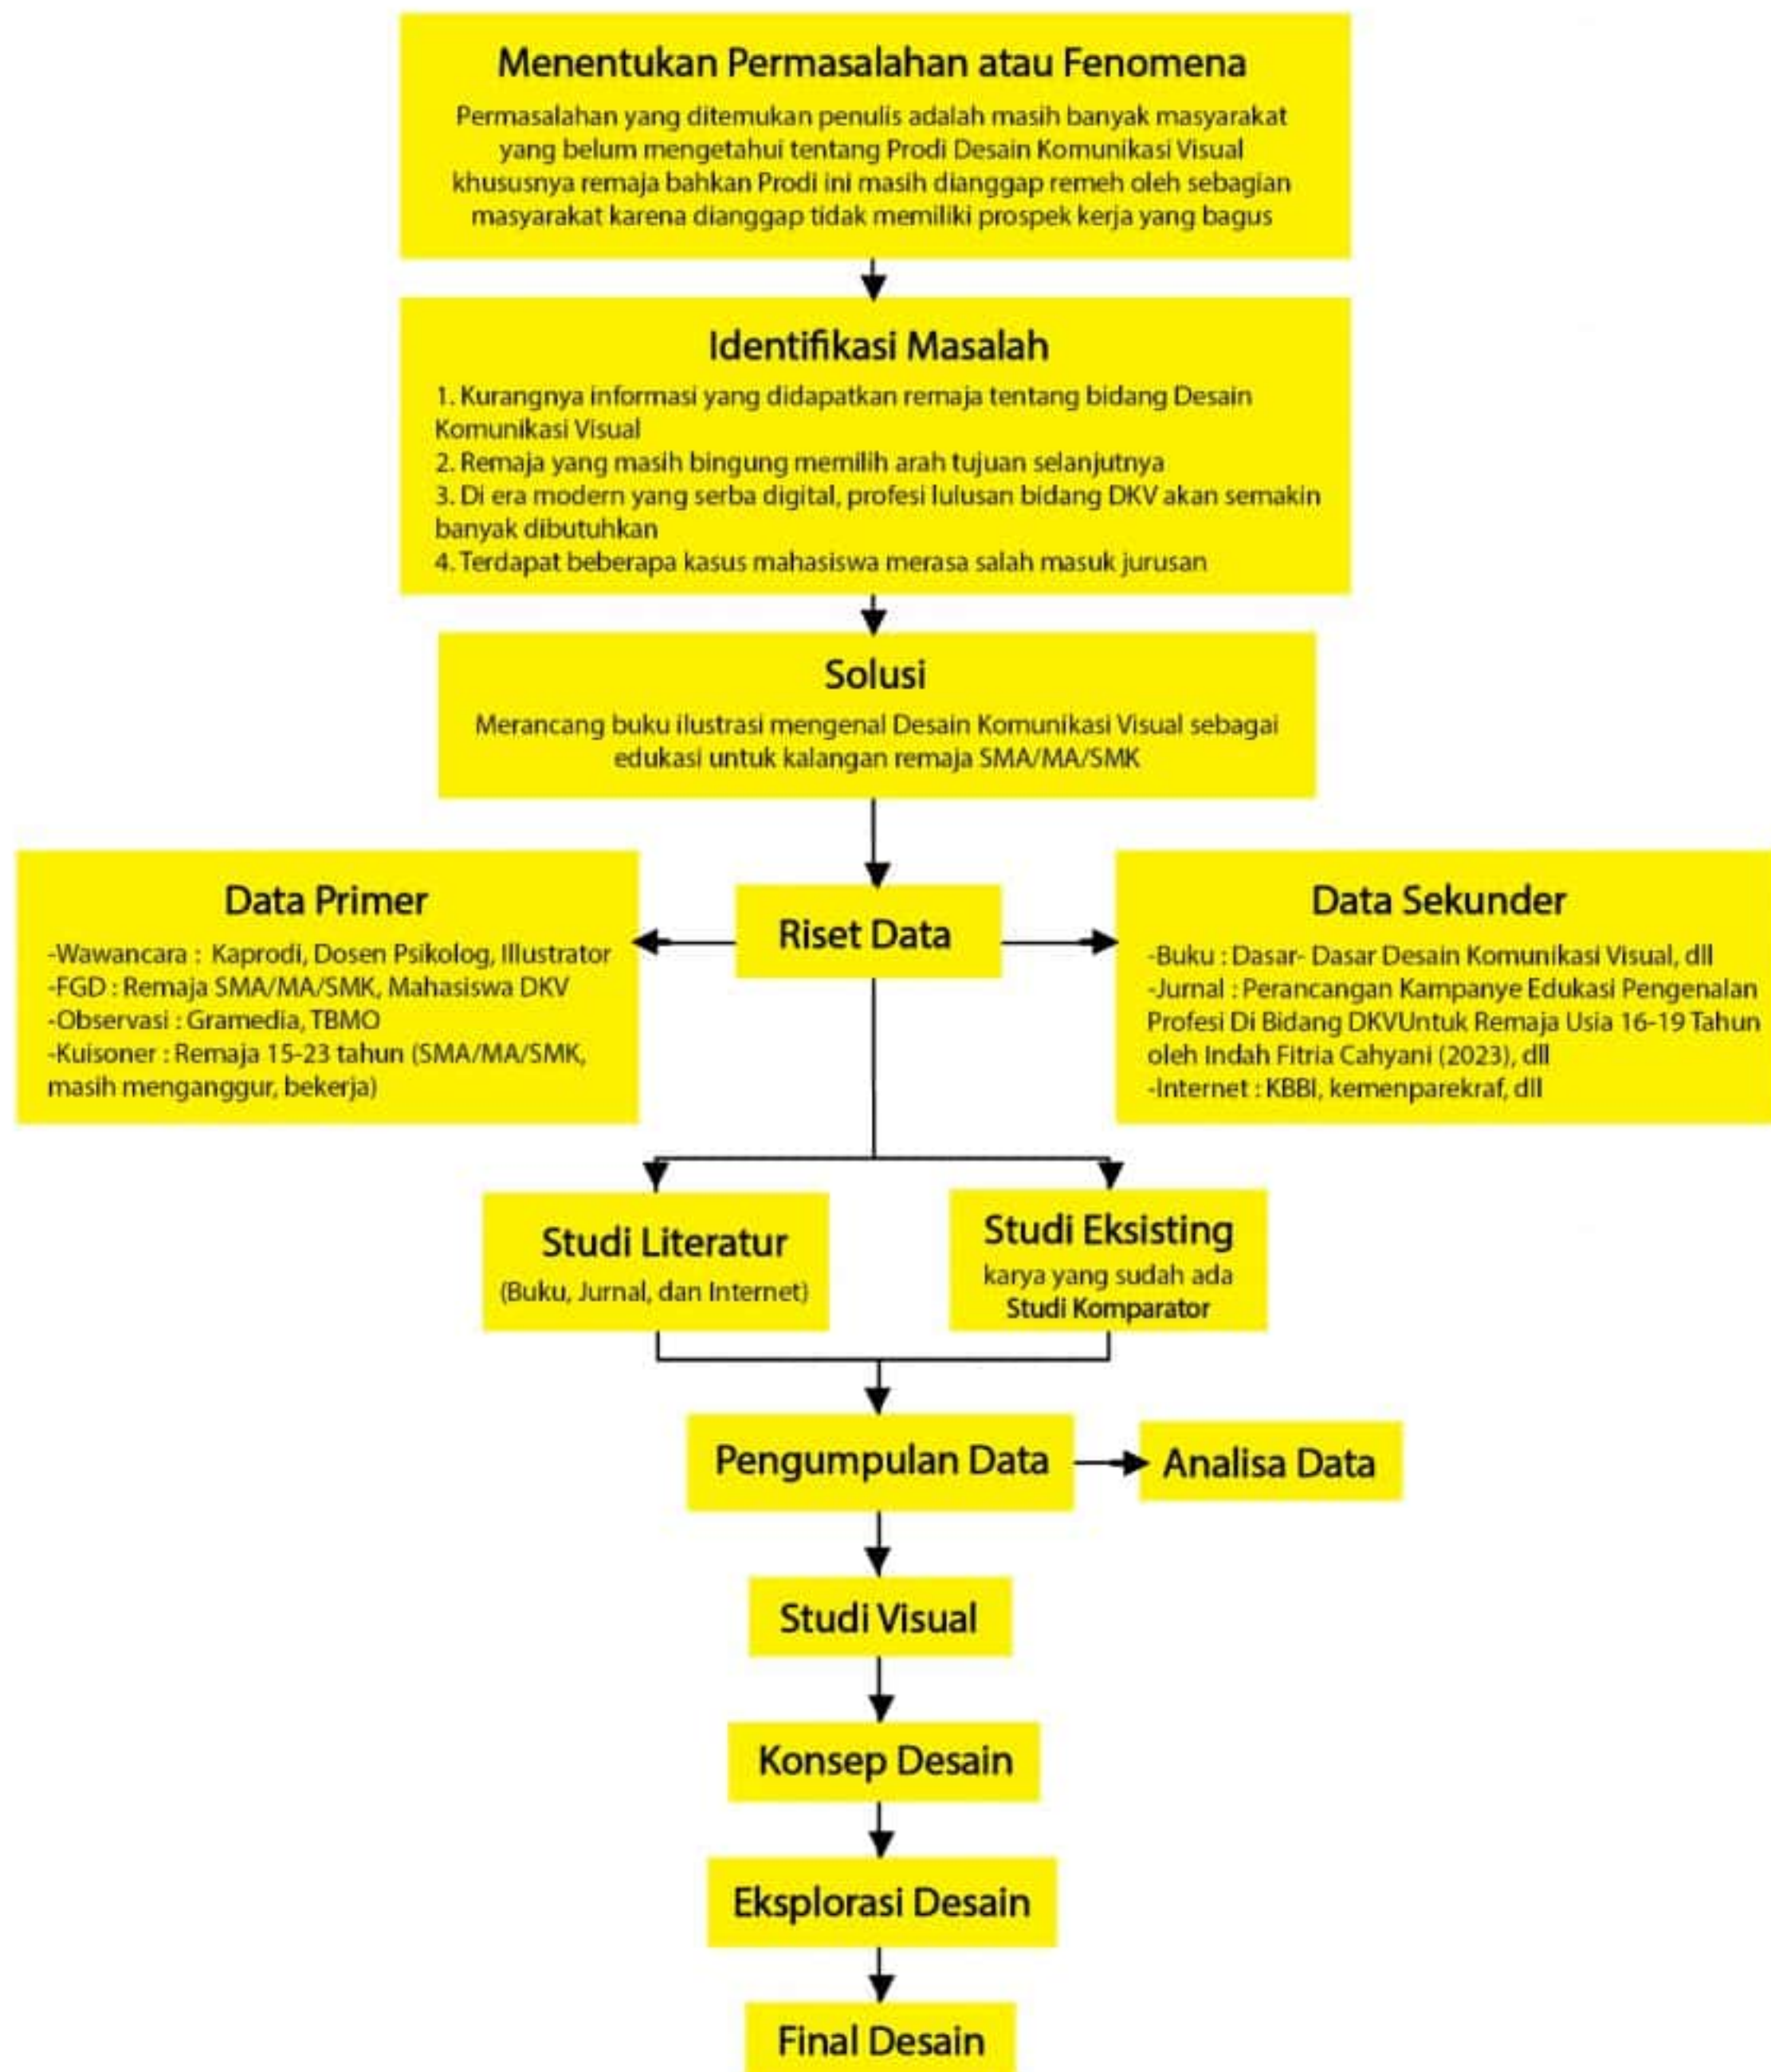 Menentukan Permasalahan atau Fenomena
Permasalahan yang ditemukan penulis adalah masih banyak masyarakat
yang belum mengetahui tentang Prodi Desain Komunikasi Visual
khususnya remaja bahkan Prodi ini masih dianggap remeh oleh sebagian
masyarakat karena dianggap tidak memiliki prospek kerja yang bagus
Identifikasi Masalah
1. Kurangnya informasi yang didapatkan remaja tentang bidang Desain
Komunikasi Visual
2. Remaja yang masih bingung memilih arah tujuan selanjutnya
3. Di era modern yang serba digital, profesi lulusan bidang DKV akan semakin
banyak dibutuhkan
4. Terdapat beberapa kasus mahasiswa merasa salah masuk jurusan
Solusi
Merancang buku ilustrasi mengenal Desain Komunikasi Visual sebagai
edukasi untuk kalangan remaja SMA/MA/SMK
Data Primer
-Wawancara : Kaprodi, Dosen Psikolog, Illustrator
-FGD : Remaja SMA/MA/SMK, Mahasiswa DKV
-Observasi : Gramedia, TBMO
-Kuisoner : Remaja 15-23 tahun (SMA/MA/SMK,
masih menganggur, bekerja)
Riset Data
Data Sekunder
-Buku : Dasar- Dasar Desain Komunikasi Visual, dll
-Jurnal : Perancangan Kampanye Edukasi Pengenalan
Profesi Di Bidang DKVUntuk Remaja Usia 16-19 Tahun
oleh Indah Fitria Cahyani (2023), dll
-Internet : KBBI, kemenparekraf, dll
Studi Literatur
(Buku, Jurnal, dan Internet)
Studi Eksisting
karya yang sudah ada
Studi Komparator
Pengumpulan Data
Analisa Data
Studi Visual
Konsep Desain
Eksplorasi Desain
Final Desain